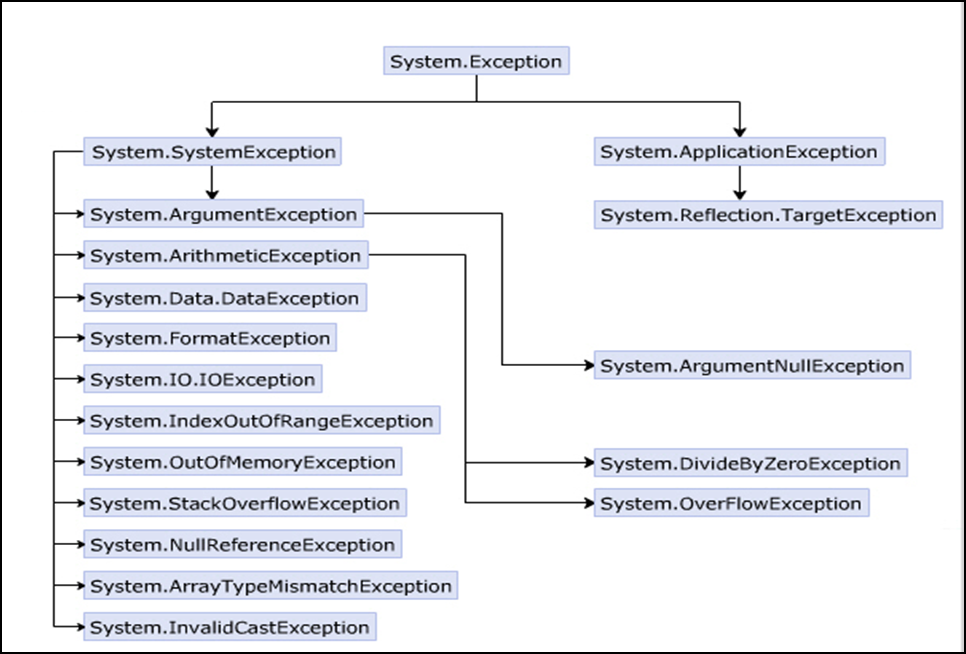 System.Exception
System.SystemException
System.ApplicationException
System.ArgumentException
System.Reflection.TargetException
System.ArithmeticException
System.Data.DataException
System.FormatException
System.ArgumentNullException
System.IO.IOException
System.IndexOutOfRangeException
System.OutOfMemoryException
System.DivideByZeroException
System.StackOverflowException
System.OverFlowException
System.NullReferenceException
System.ArrayTypeMismatchException
System.InvalidCastException